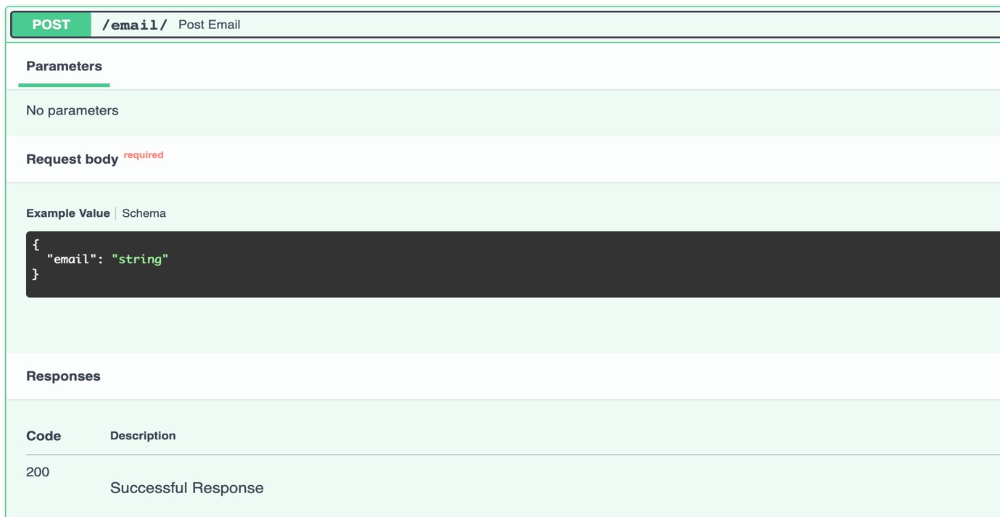 POST /email/ Post Email
Parameters
No parameters
Request body required
Example Value Schema
{
"email": "string"
}
Responses
Code Description
200
Successful Response